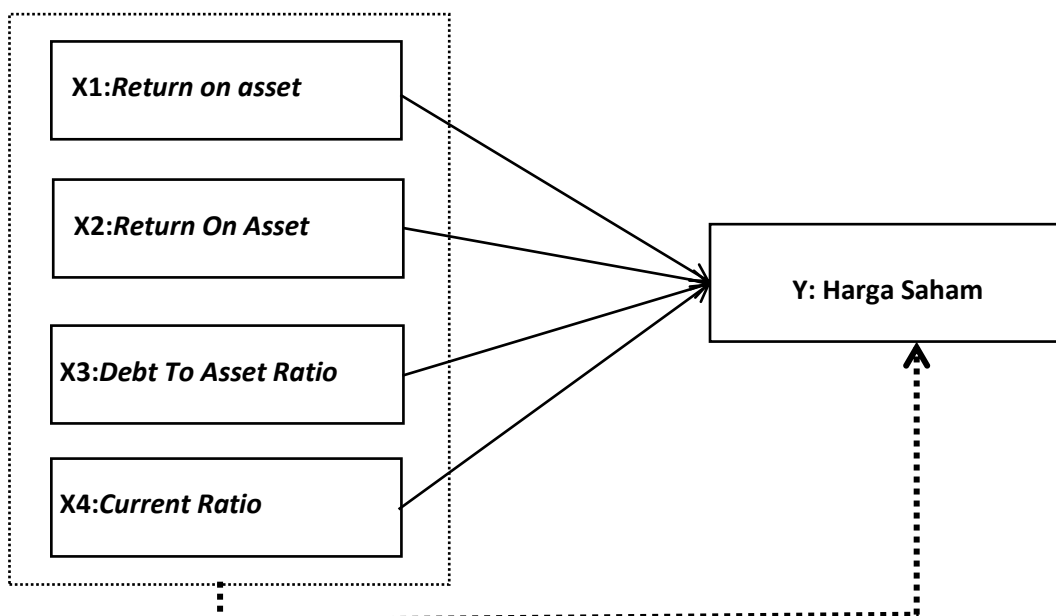 X1:Return on asset
X2:Return On Asset
Y: Harga Saham
X3:Debt To Asset Ratio
X4:Current Ratio